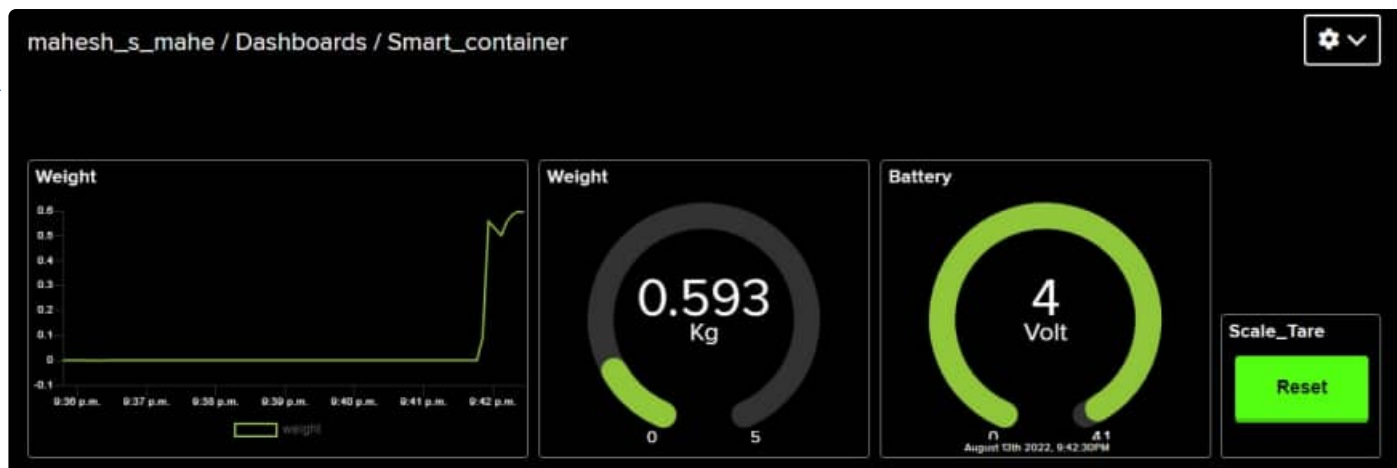 mahesh_s_mahe / Dashboards / Smart_container
Weight
0.6
0.5
0.4
0.3
0.2
0.1
0
-0.1
9:36 p.m. 9:37 p.m. 9:38 p.m. 9:39 p.m. 9:40 p.m. 9:41 p.m. 9:42 p.m.
weight
Weight
0.593
Kg
0 5
Battery
4
Volt
0
August 13th 2022, 9:42:30PM
Scale_Tare
Reset